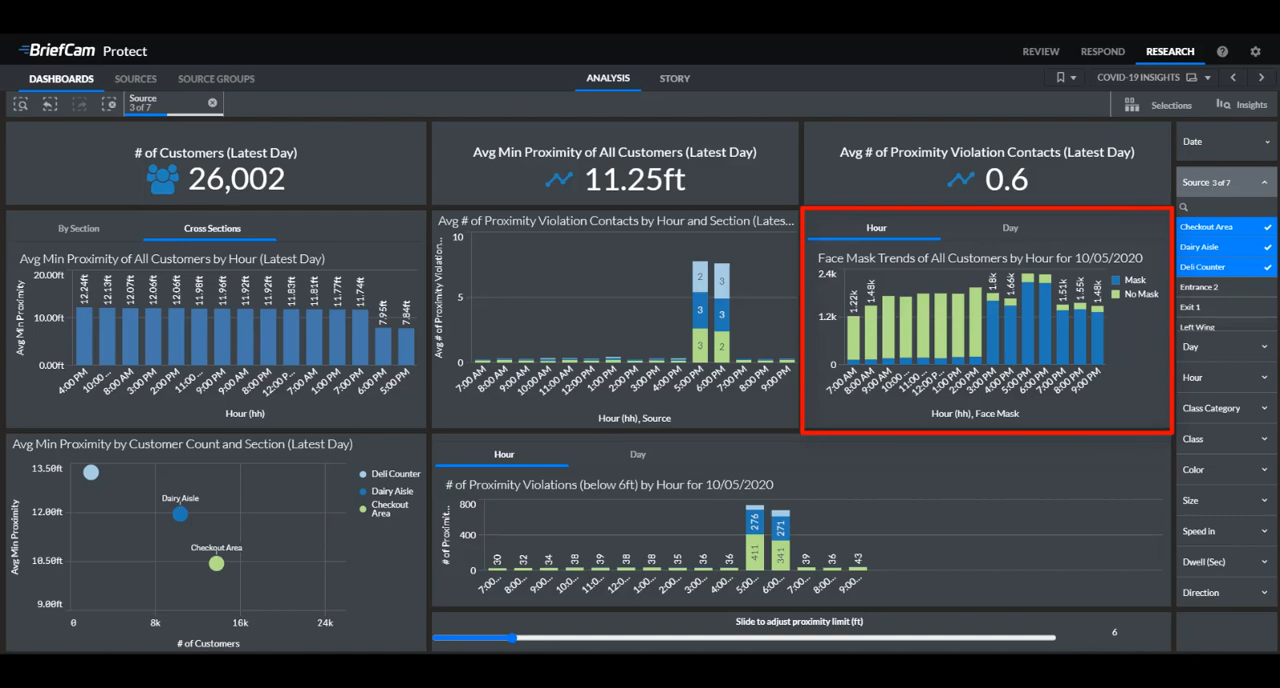 BriefCam Protect
REVIEW RESPOND RESEARCH ?
DASHBOARDS SOURCES SOURCE GROUPS ANALYSIS STORY COVID-19 INSIGHTS
Source
3 of 7
Selections Insights
# of Customers (Latest Day)
26,002
Avg Min Proximity of All Customers (Latest Day)
11.25ft
Avg # of Proximity Violation Contacts (Latest Day)
0.6
Date
Source 3 of 7
Checkout Area
Dairy Aisle
Deli Counter
Entrance 2
Exit 1
Left Wing
Day
Hour
Class Category
Class
Color
Size
Speed in
Dwell (Sec)
Direction
By Section Cross Sections
Avg Min Proximity of All Customers by Hour (Latest Day)
Avg Min Proximity
20.00ft
10.00ft
0.00ft
12.24ft 12.13ft 12.07ft 12.06ft 12.06ft 11.98ft 11.96ft 11.92ft 11.92ft 11.83ft 11.81ft 11.77ft 11.74ft 7.95ft 7.84ft
4:00 PM 10:00... 8:00 AM 3:00 PM 2:00 PM 11:00... 9:00 PM 9:00 AM 8:00 PM 12:00 P... 7:00 AM 1:00 PM 7:00 PM 6:00 PM 5:00 PM
Hour (hh)
Avg # of Proximity Violation Contacts by Hour and Section (Lates...
Avg # of Proximity Violation...
10
5
0
2 3
3 3
3 2
7:00 AM 8:00 AM 9:00 AM 10:00 AM 11:00 AM 12:00 PM 1:00 PM 2:00 PM 3:00 PM 4:00 PM 5:00 PM 6:00 PM 7:00 PM 8:00 PM 9:00 PM
Hour (hh), Source
Hour Day
Face Mask Trends of All Customers by Hour for 10/05/2020
2.4k
1.2k
0
1.22k 1.48k 1.8k 1.66k 1.51k 1.55k 1.48k
Mask
No Mask
7:00 AM 8:00 AM 9:00 AM 10:00... 11:00... 12:00 P... 1:00 PM 2:00 PM 3:00 PM 4:00 PM 5:00 PM 6:00 PM 7:00 PM 8:00 PM 9:00 PM
Hour (hh), Face Mask
Avg Min Proximity by Customer Count and Section (Latest Day)
Avg Min Proximity
13.50ft
12.00ft
10.50ft
9.00ft
Dairy Aisle
Checkout Area
Deli Counter
Dairy Aisle
Checkout
Area
0 8k 16k 24k
# of Customers
Hour Day
# of Proximity Violations (below 6ft) by Hour for 10/05/2020
# of Proximit...
800
400
0
30 32 34 38 39 38 38 35 36 36 411 276 341 271 39 36 43
7:00... 8:00... 9:00... 10:0... 11:0... 12:0... 1:00... 2:00... 3:00... 4:00... 5:00... 6:00... 7:00... 8:00... 9:00...
Slide to adjust proximity limit (ft)
6